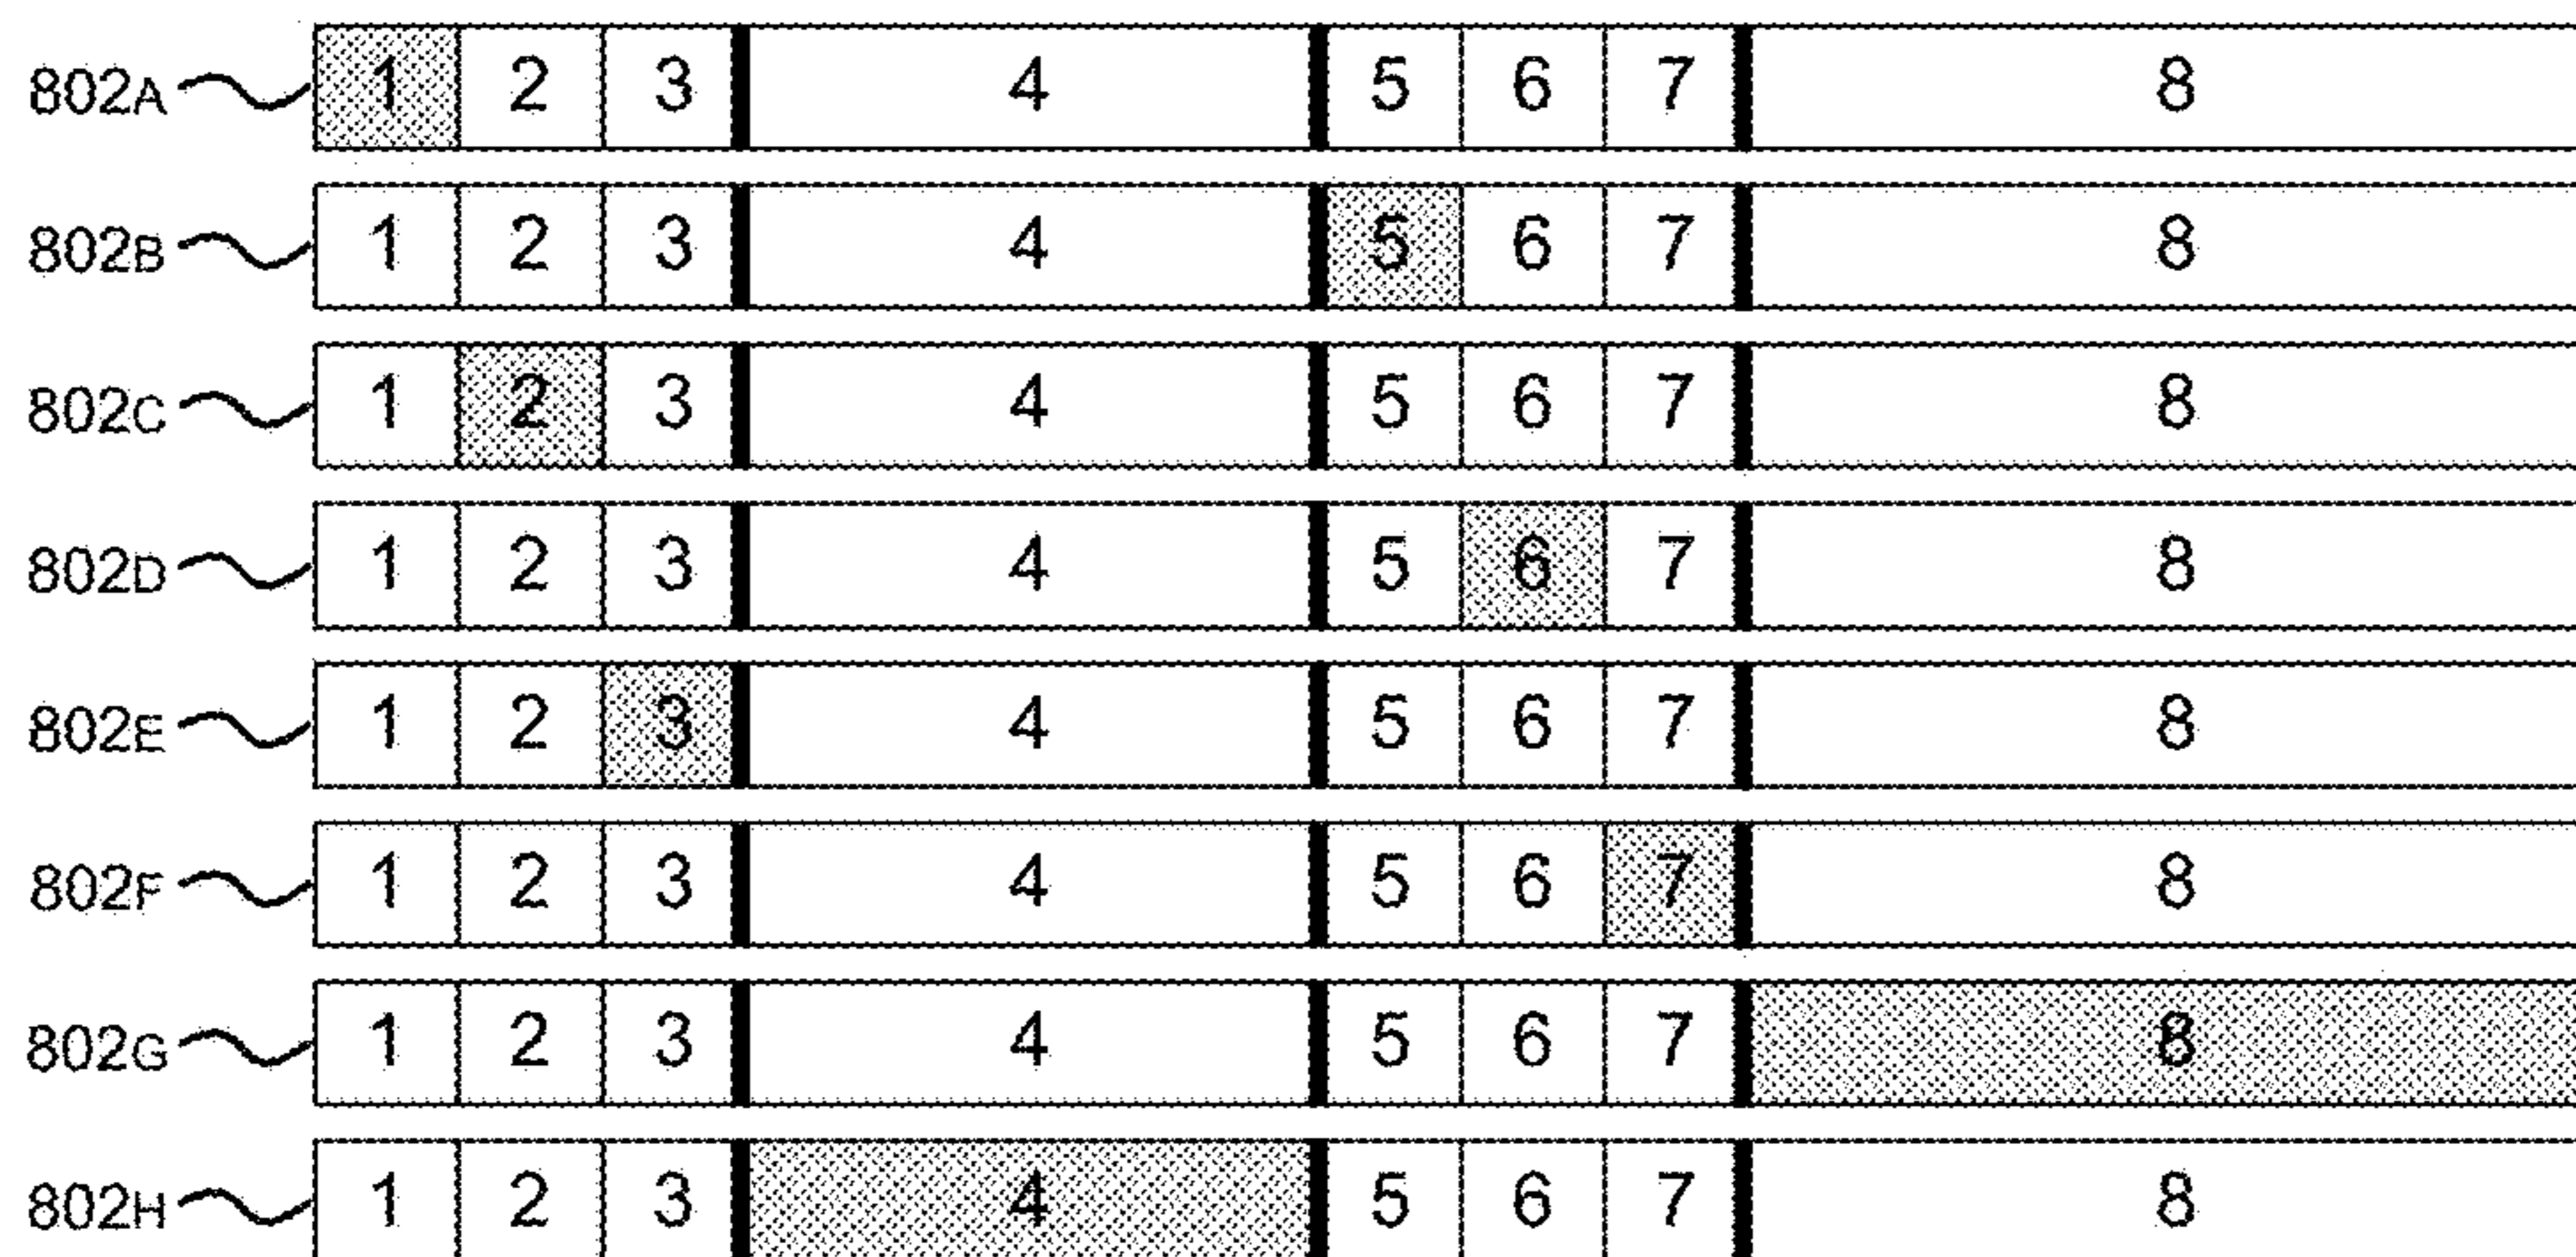 802A 1 2 3 4 5 6 7 8
802B 1 2 3 4 5 6 7 8
802C 1 2 3 4 5 6 7 8
802D 1 2 3 4 5 6 7 8
802E 1 2 3 4 5 6 7 8
802F 1 2 3 4 5 6 7 8
802G 1 2 3 4 5 6 7 8
802H 1 2 3 4 5 6 7 8